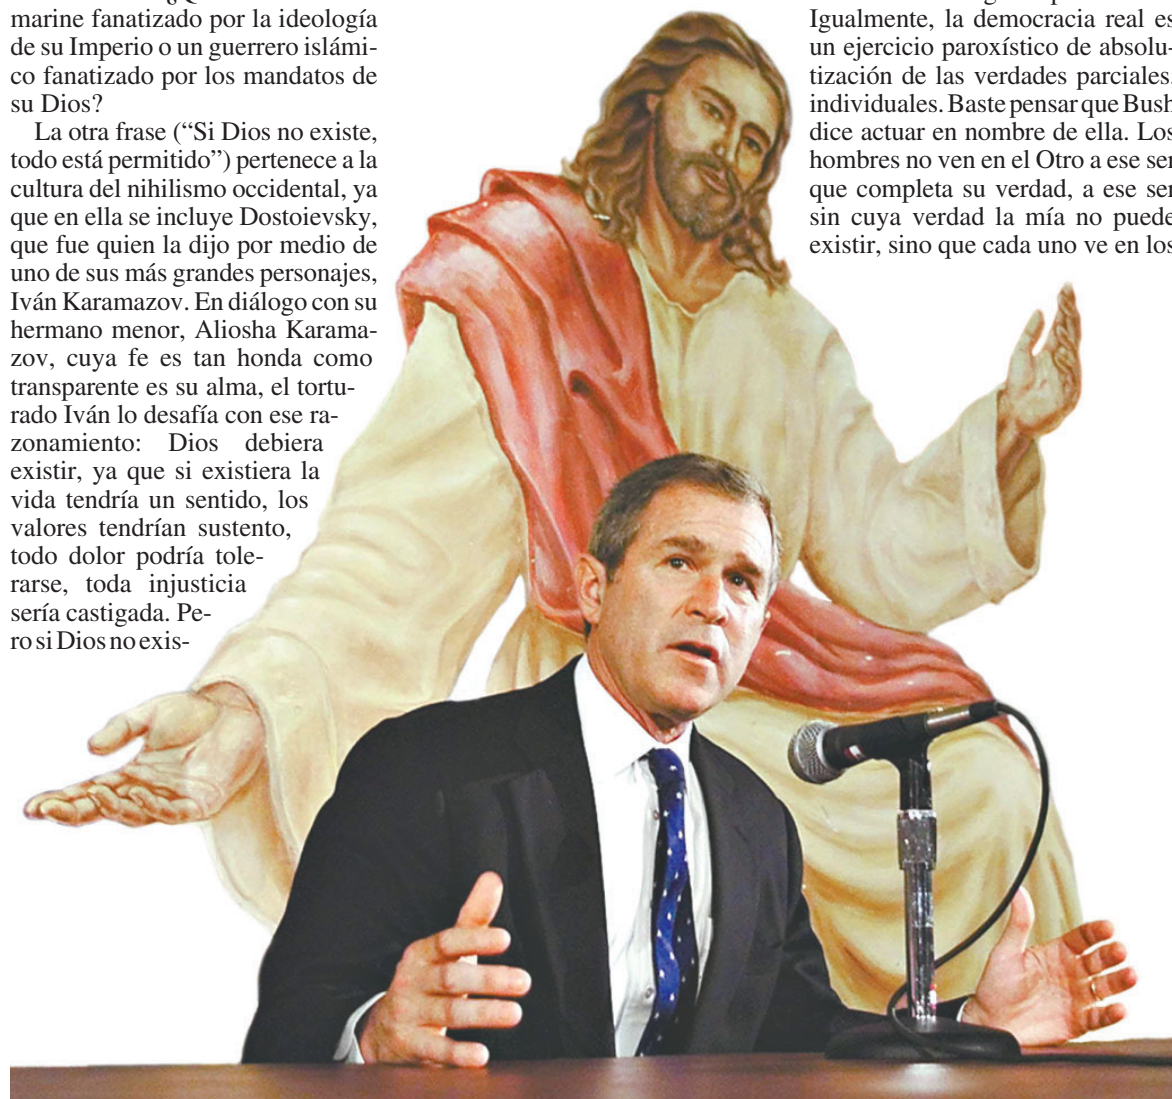 marine fanatizado por la ideología
de su Imperio o un guerrero islámi-
co fanatizado por los mandatos de
su Dios?
La otra frase (“Si Dios no existe,
todo está permitido”) pertenece a la
cultura del nihilismo occidental, ya
que en ella se incluye Dostoievsky,
que fue quien la dijo por medio de
uno de sus más grandes personajes,
Iván Karamazov. En diálogo con su
hermano menor, Aliosha Karama-
zov, cuya fe es tan honda como
transparente es su alma, el tortu-
rado Iván lo desafía con ese ra-
zonamiento: Dios debiera
existir, ya que si existiera la
vida tendría un sentido, los
valores tendrían sustento,
todo dolor podría tole-
rarse, toda injusticia
sería castigada. Pe-
ro si Dios no exis-
Igualmente, la democracia real es
un ejercicio paroxístico de absolu-
tización de las verdades parciales,
individuales. Baste pensar que Bush
dice actuar en nombre de ella. Los
hombres no ven en el Otro a ese ser
que completa su verdad, a ese ser
sin cuya verdad la mía no puede
existir, sino que cada uno ve en los